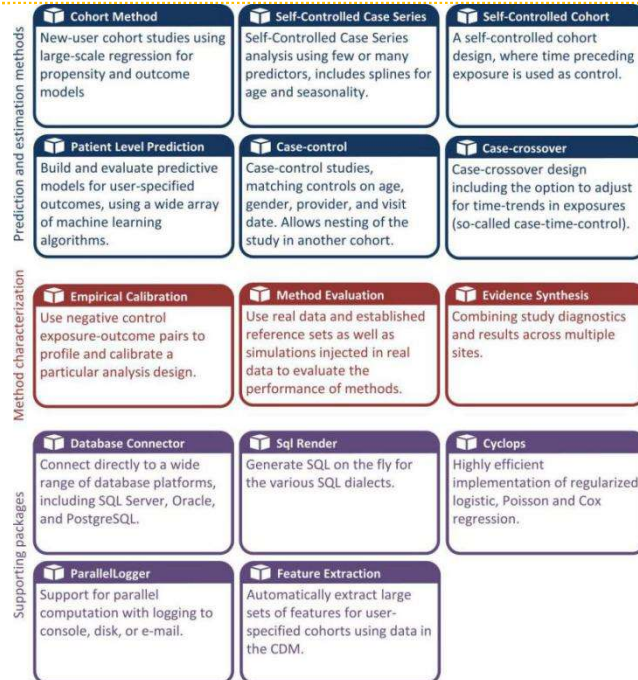 Prediction and estimation methods
Cohort Method
New-user cohort studies using
large-scale regression for
propensity and outcome
models
Self-Controlled Case Series
Self-Controlled Case Series
analysis using few or many
predictors, includes splines for
age and seasonality.
Self-Controlled Cohort
A self-controlled cohort
design, where time preceding
exposure is used as control.
Patient Level Prediction
Build and evaluate predictive
models for user-specified
outcomes, using a wide array
of machine learning
algorithms.
Case-control
Case-control studies,
matching controls on age,
gender, provider, and visit
date. Allows nesting of the
study in another cohort.
Case-crossover
Case-crossover design
including the option to adjust
for time-trends in exposures
(so-called case-time-control).
Method characterization
Empirical Calibration
Use negative control
exposure-outcome pairs to
profile and calibrate a
particular analysis design.
Method Evaluation
Use real data and established
reference sets as well as
simulations injected in real
data to evaluate the
performance of methods.
Evidence Synthesis
Combining study diagnostics
and results across multiple
sites.
Supporting packages
Database Connector
Connect directly to a wide
range of database platforms,
including SQL Server, Oracle,
and PostgreSQL.
Sql Render
Generate SQL on the fly for
the various SQL dialects.
Cyclops
Highly efficient
implementation of regularized
logistic, Poisson and Cox
regression.
ParallelLogger
Support for parallel
computation with logging to
console, disk, or e-mail.
Feature Extraction
Automatically extract large
sets of features for user-
specified cohorts using data in
the CDM.